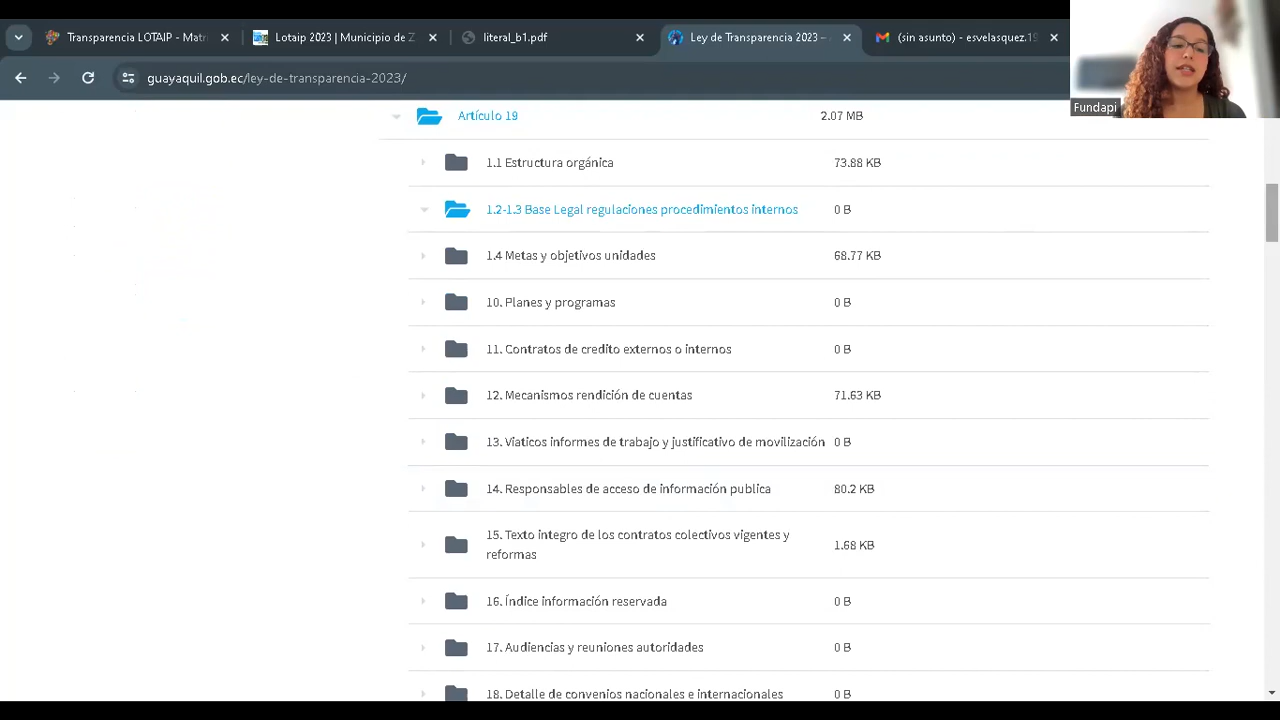 Transparencia LOTAIP - Matri
Lotaip 2023 | Municipio de Z
literal_b1.pdf
Ley de Transparencia 2023 –
(sin asunto) - esvelasquez.19
guayaquil.gob.ec/ley-de-transparencia-2023/
Fundapi
Artículo 19 2.07 MB
1.1 Estructura orgánica 73.88 KB
1.2-1.3 Base Legal regulaciones procedimientos internos 0 B
1.4 Metas y objetivos unidades 68.77 KB
10. Planes y programas 0 B
11. Contratos de credito externos o internos 0 B
12. Mecanismos rendición de cuentas 71.63 KB
13. Viaticos informes de trabajo y justificativo de movilización 0 B
14. Responsables de acceso de información publica 80.2 KB
15. Texto integro de los contratos colectivos vigentes y
reformas 1.68 KB
16. Índice información reservada 0 B
17. Audiencias y reuniones autoridades 0 B
18. Detalle de convenios nacionales e internacionales 0 B